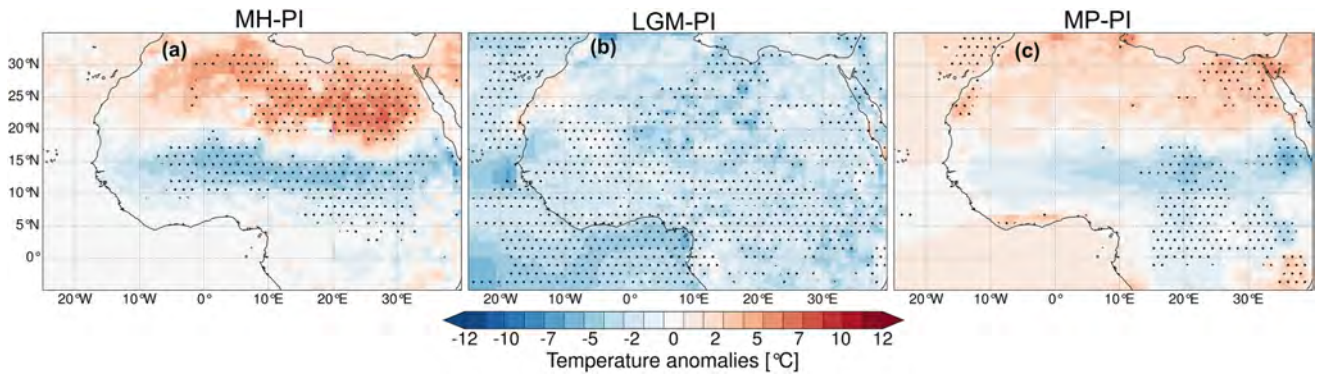 MH-PI LGM-PI MP-PI
(a) (b) (c)
30°N
25°N
20°N
15°N
10°N
5°N
0°
20°W 10°W 0° 10°E 20°E 30°E 20°W 10°W 0° 10°E 20°E 30°E 20°W 10°W 0° 10°E 20°E 30°E
-12 -10 -7 -5 -2 0 2 5 7 10 12
Temperature anomalies [°C]